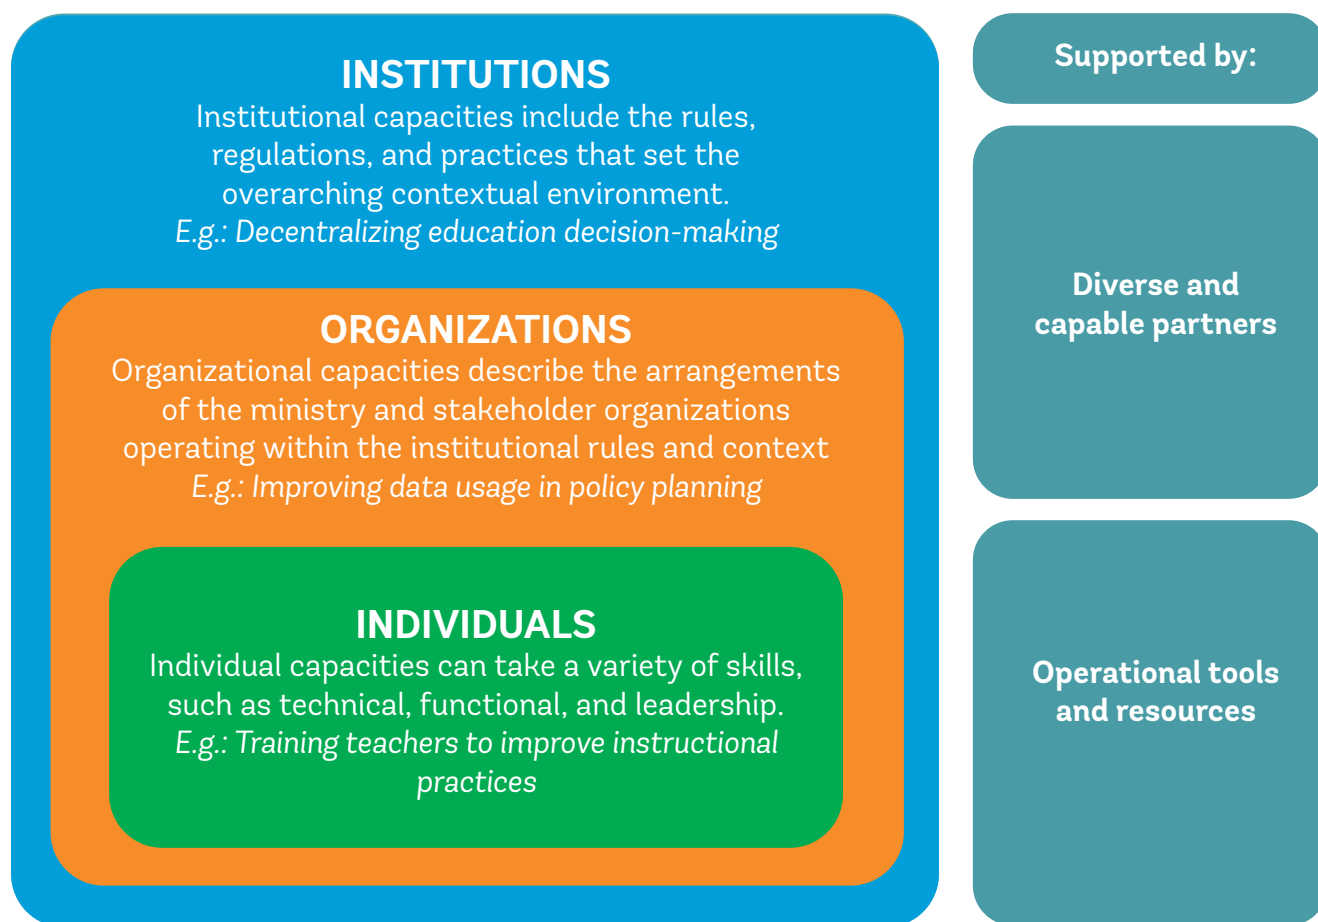 INSTITUTIONS
Institutional capacities include the rules,
regulations, and practices that set the
overarching contextual environment.
E.g.: Decentralizing education decision-making
ORGANIZATIONS
Organizational capacities describe the arrangements
of the ministry and stakeholder organizations
operating within the institutional rules and context
E.g.: Improving data usage in policy planning
INDIVIDUALS
Individual capacities can take a variety of skills,
such as technical, functional, and leadership.
E.g.: Training teachers to improve instructional
practices
Supported by:
Diverse and
capable partners
Operational tools
and resources